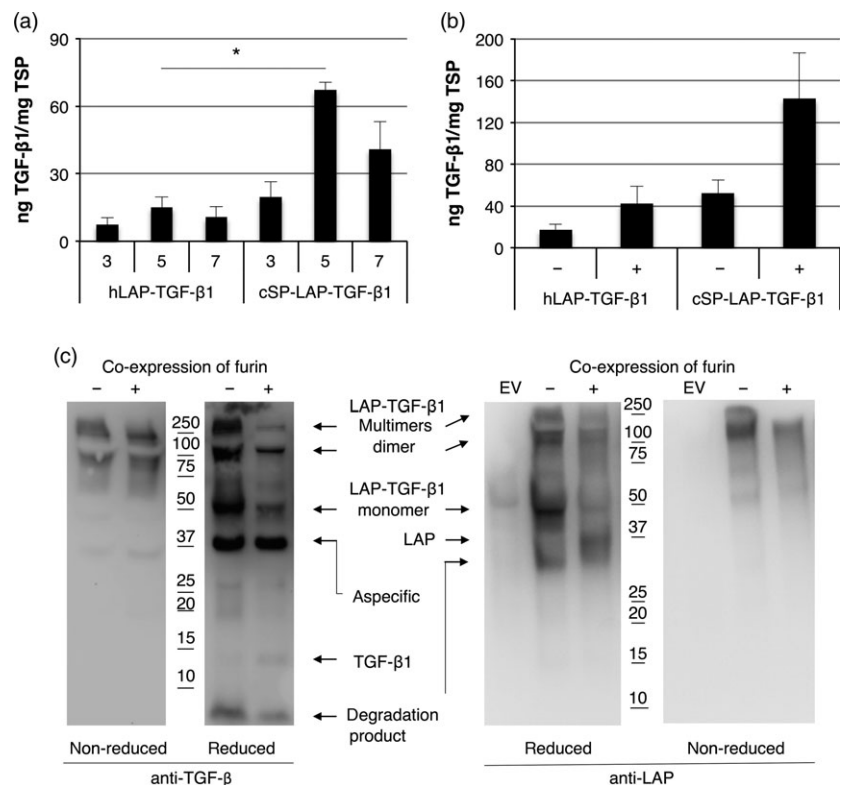 (a)
ng TGF-β1/mg TSP
90
60
30
0
*
3 5 7 3 5 7
hLAP-TGF-β1 cSP-LAP-TGF-β1
(b)
ng TGF-β1/mg TSP
200
160
120
80
40
0
– + – +
hLAP-TGF-β1 cSP-LAP-TGF-β1
(c)
Co-expression of furin
– +
– +
250
100
75
50
37
25
20
15
10
Non-reduced Reduced
anti-TGF-β
LAP-TGF-β1
Multimers
dimer
LAP-TGF-β1
monomer
LAP
Aspecific
TGF-β1
Degradation
product
Co-expression of furin
EV – +
EV – +
250
100
75
50
37
25
20
15
10
Reduced Non-reduced
anti-LAP